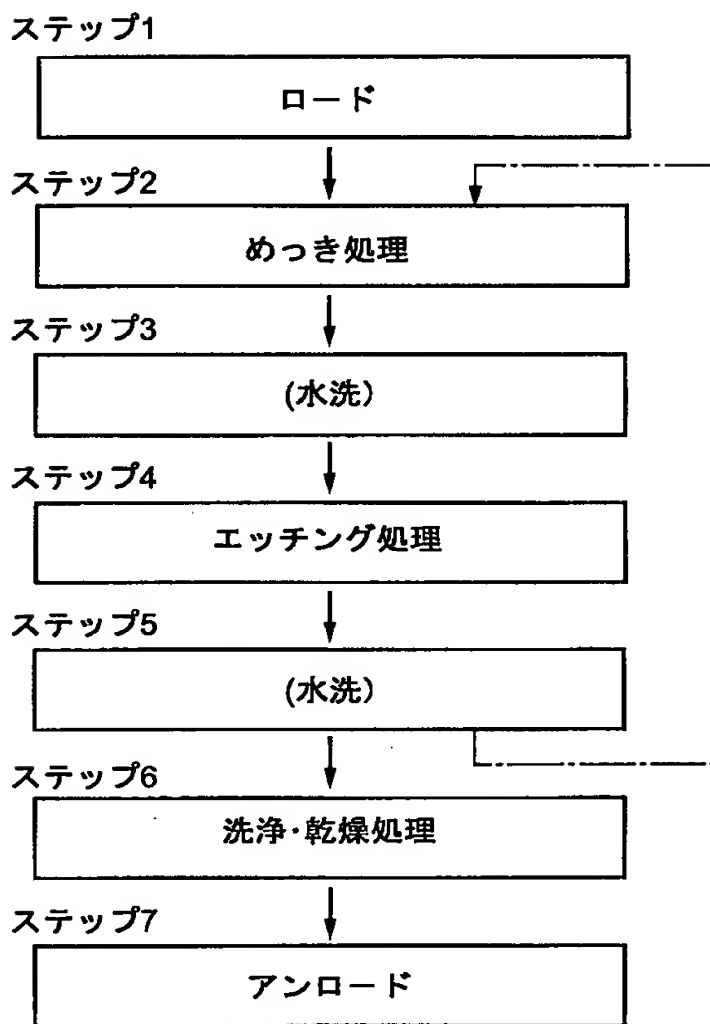 ステップ1
ロード
ステップ2
めっき処理
ステップ3
(水洗)
ステップ4
エッチング処理
ステップ5
(水洗)
ステップ6
洗浄・乾燥処理
ステップ7
アンロード